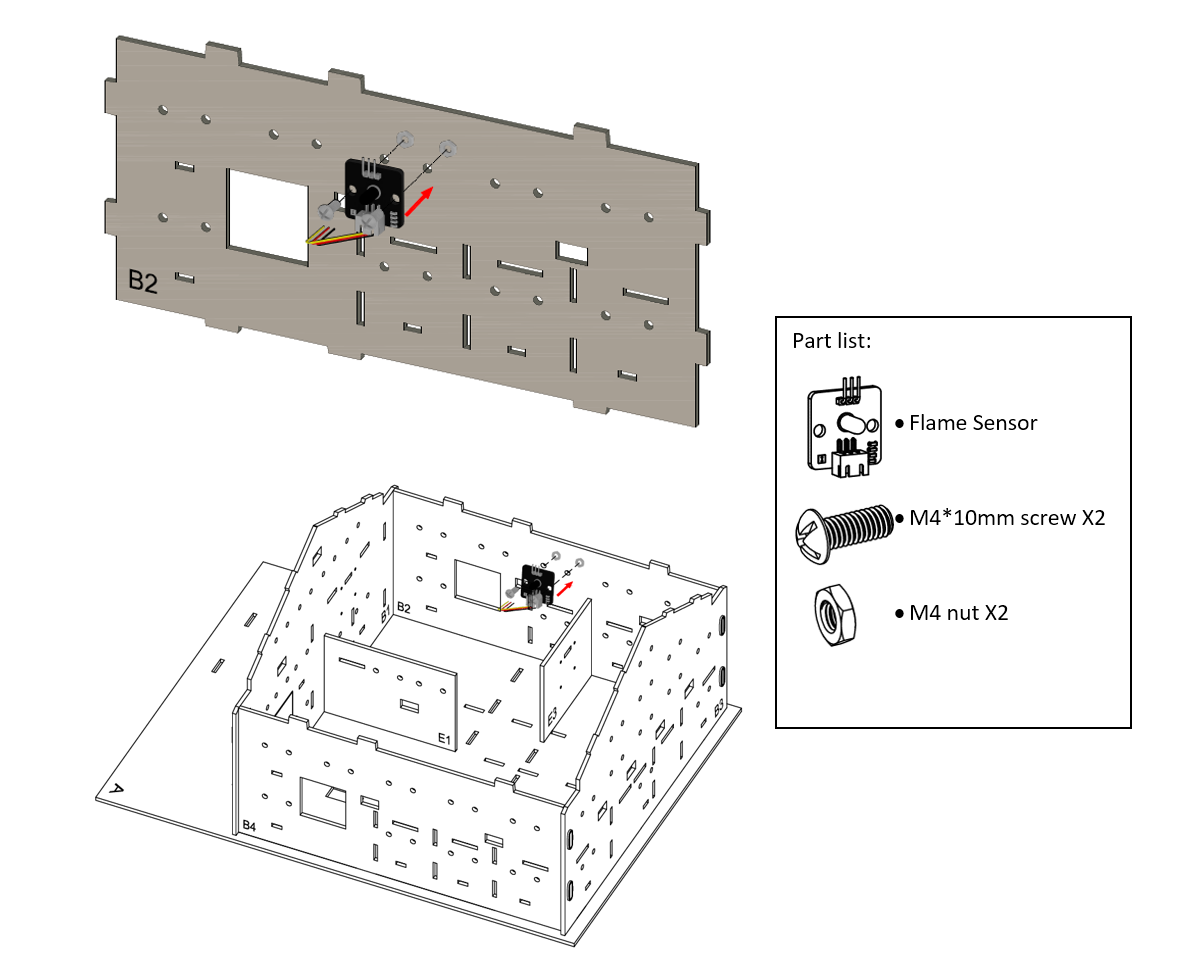 B2
Part list:
• Flame Sensor
• M4*10mm screw X2
• M4 nut X2
B1
B2
B3
E3
E1
A
B4